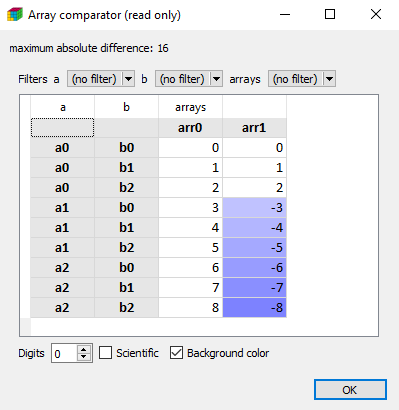 Array comparator (read only)
maximum absolute difference: 16
Filters a (no filter) b (no filter) arrays (no filter)
a b arrays
arr0 arr1
a0 b0 0 0
a0 b1 1 1
a0 b2 2 2
a1 b0 3 -3
a1 b1 4 -4
a1 b2 5 -5
a2 b0 6 -6
a2 b1 7 -7
a2 b2 8 -8
Digits 0 Scientific Background color
OK